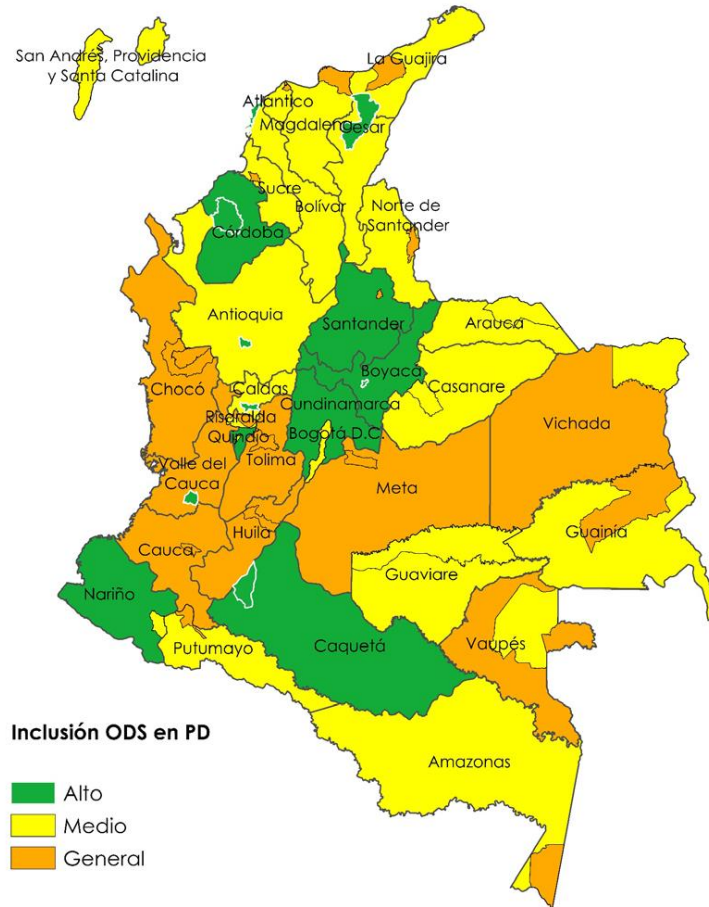 San Andrés, Providencia
y Santa Catalina
La Guajira
Atlantico
Magdalena
Cesar
Sucre
Bolívar
Norte de
Santander
Córdoba
Antioquia
Santander
Arauca
Boyacá
Chocó
Caldas
Casanare
Cundinamarca
Risaralda
Vichada
Quindio
Bogotá D.C.
Tolima
Valle del
Cauca
Meta
Huila
Guainía
Cauca
Guaviare
Nariño
Caquetá
Vaupés
Putumayo
Inclusión ODS en PD
Amazonas
Alto
Medio
General